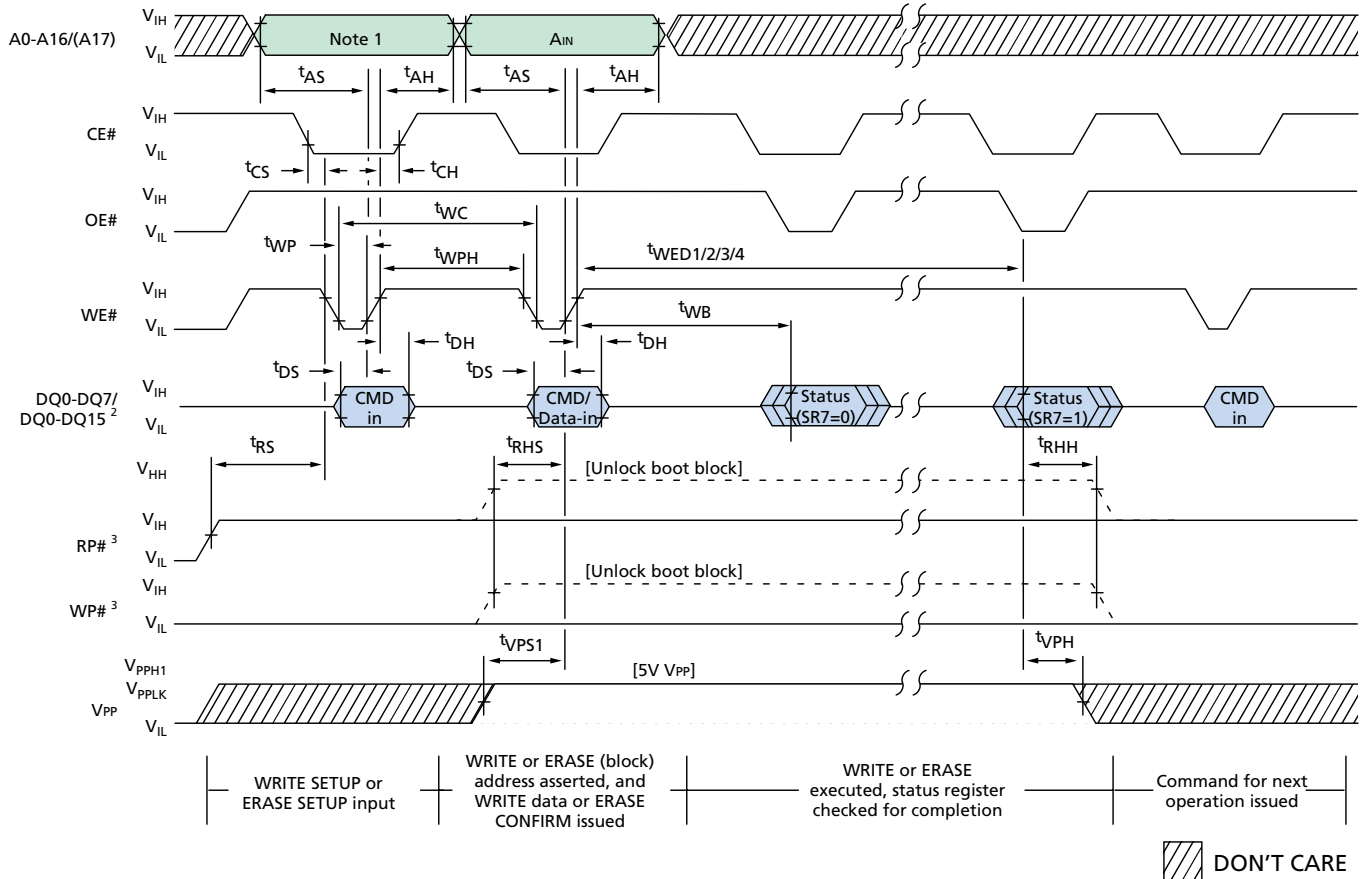 VIH
A0-A16/(A17)
VIL
Note 1
AIN
tAS
tAH
tAS
tAH
VIH
CE#
VIL
tCS
tCH
VIH
OE#
VIL
tWC
tWP
tWPH
tWED1/2/3/4
VIH
WE#
VIL
tWB
tDH
tDH
tDS
tDS
VIH
DQ0-DQ7/
DQ0-DQ15 2
VIL
CMD
in
CMD/
Data-in
Status
(SR7=0)
Status
(SR7=1)
CMD
in
tRS
tRHS
tRHH
VHH
[Unlock boot block]
VIH
RP# 3
VIL
[Unlock boot block]
VIH
WP# 3
VIL
tVPS1
tVPH
VPPH1
[5V VPP]
VPPLK
VPP
VIL
WRITE SETUP or
ERASE SETUP input
WRITE or ERASE (block)
address asserted, and
WRITE data or ERASE
CONFIRM issued
WRITE or ERASE
executed, status register
checked for completion
Command for next
operation issued
DON'T CARE